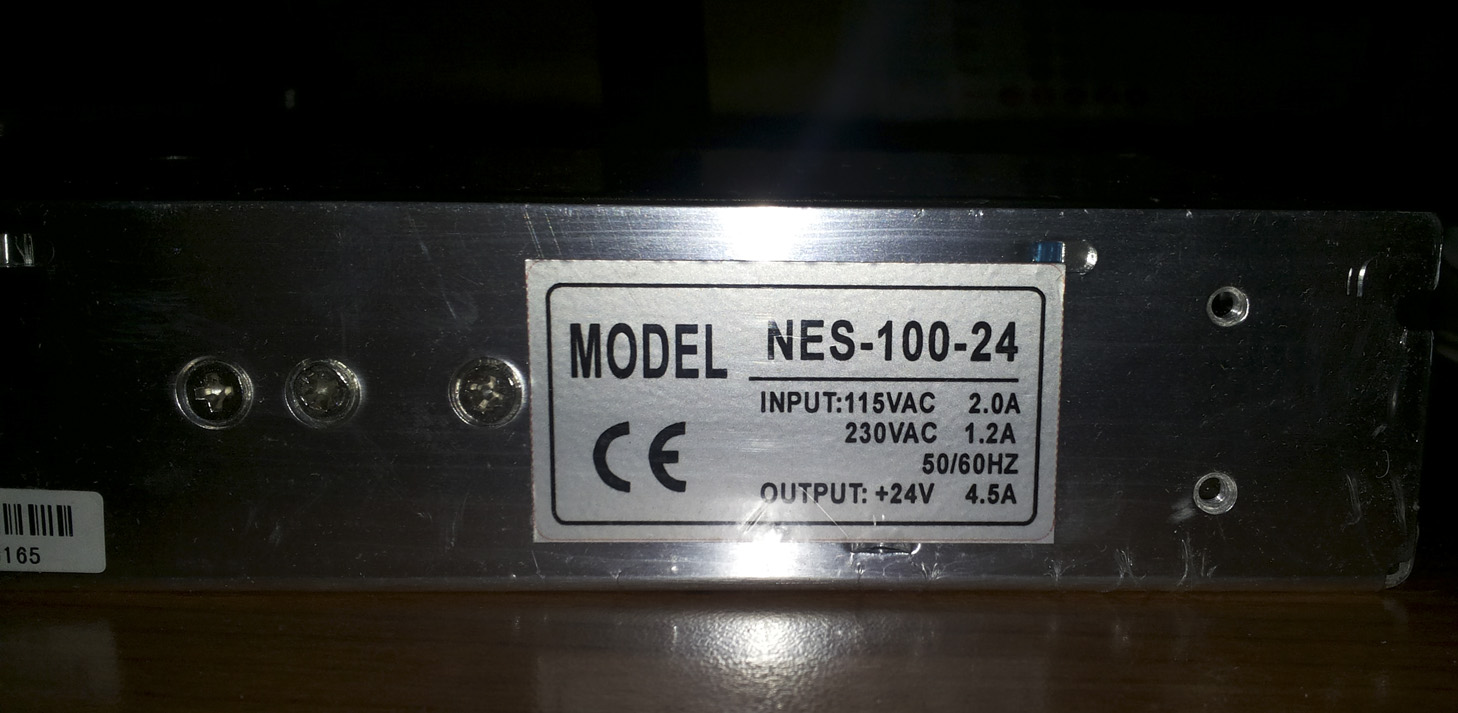 MODEL NES-100-24
INPUT:115VAC 2.0A
230VAC 1.2A
50/60HZ
CE
OUTPUT: +24V 4.5A
165